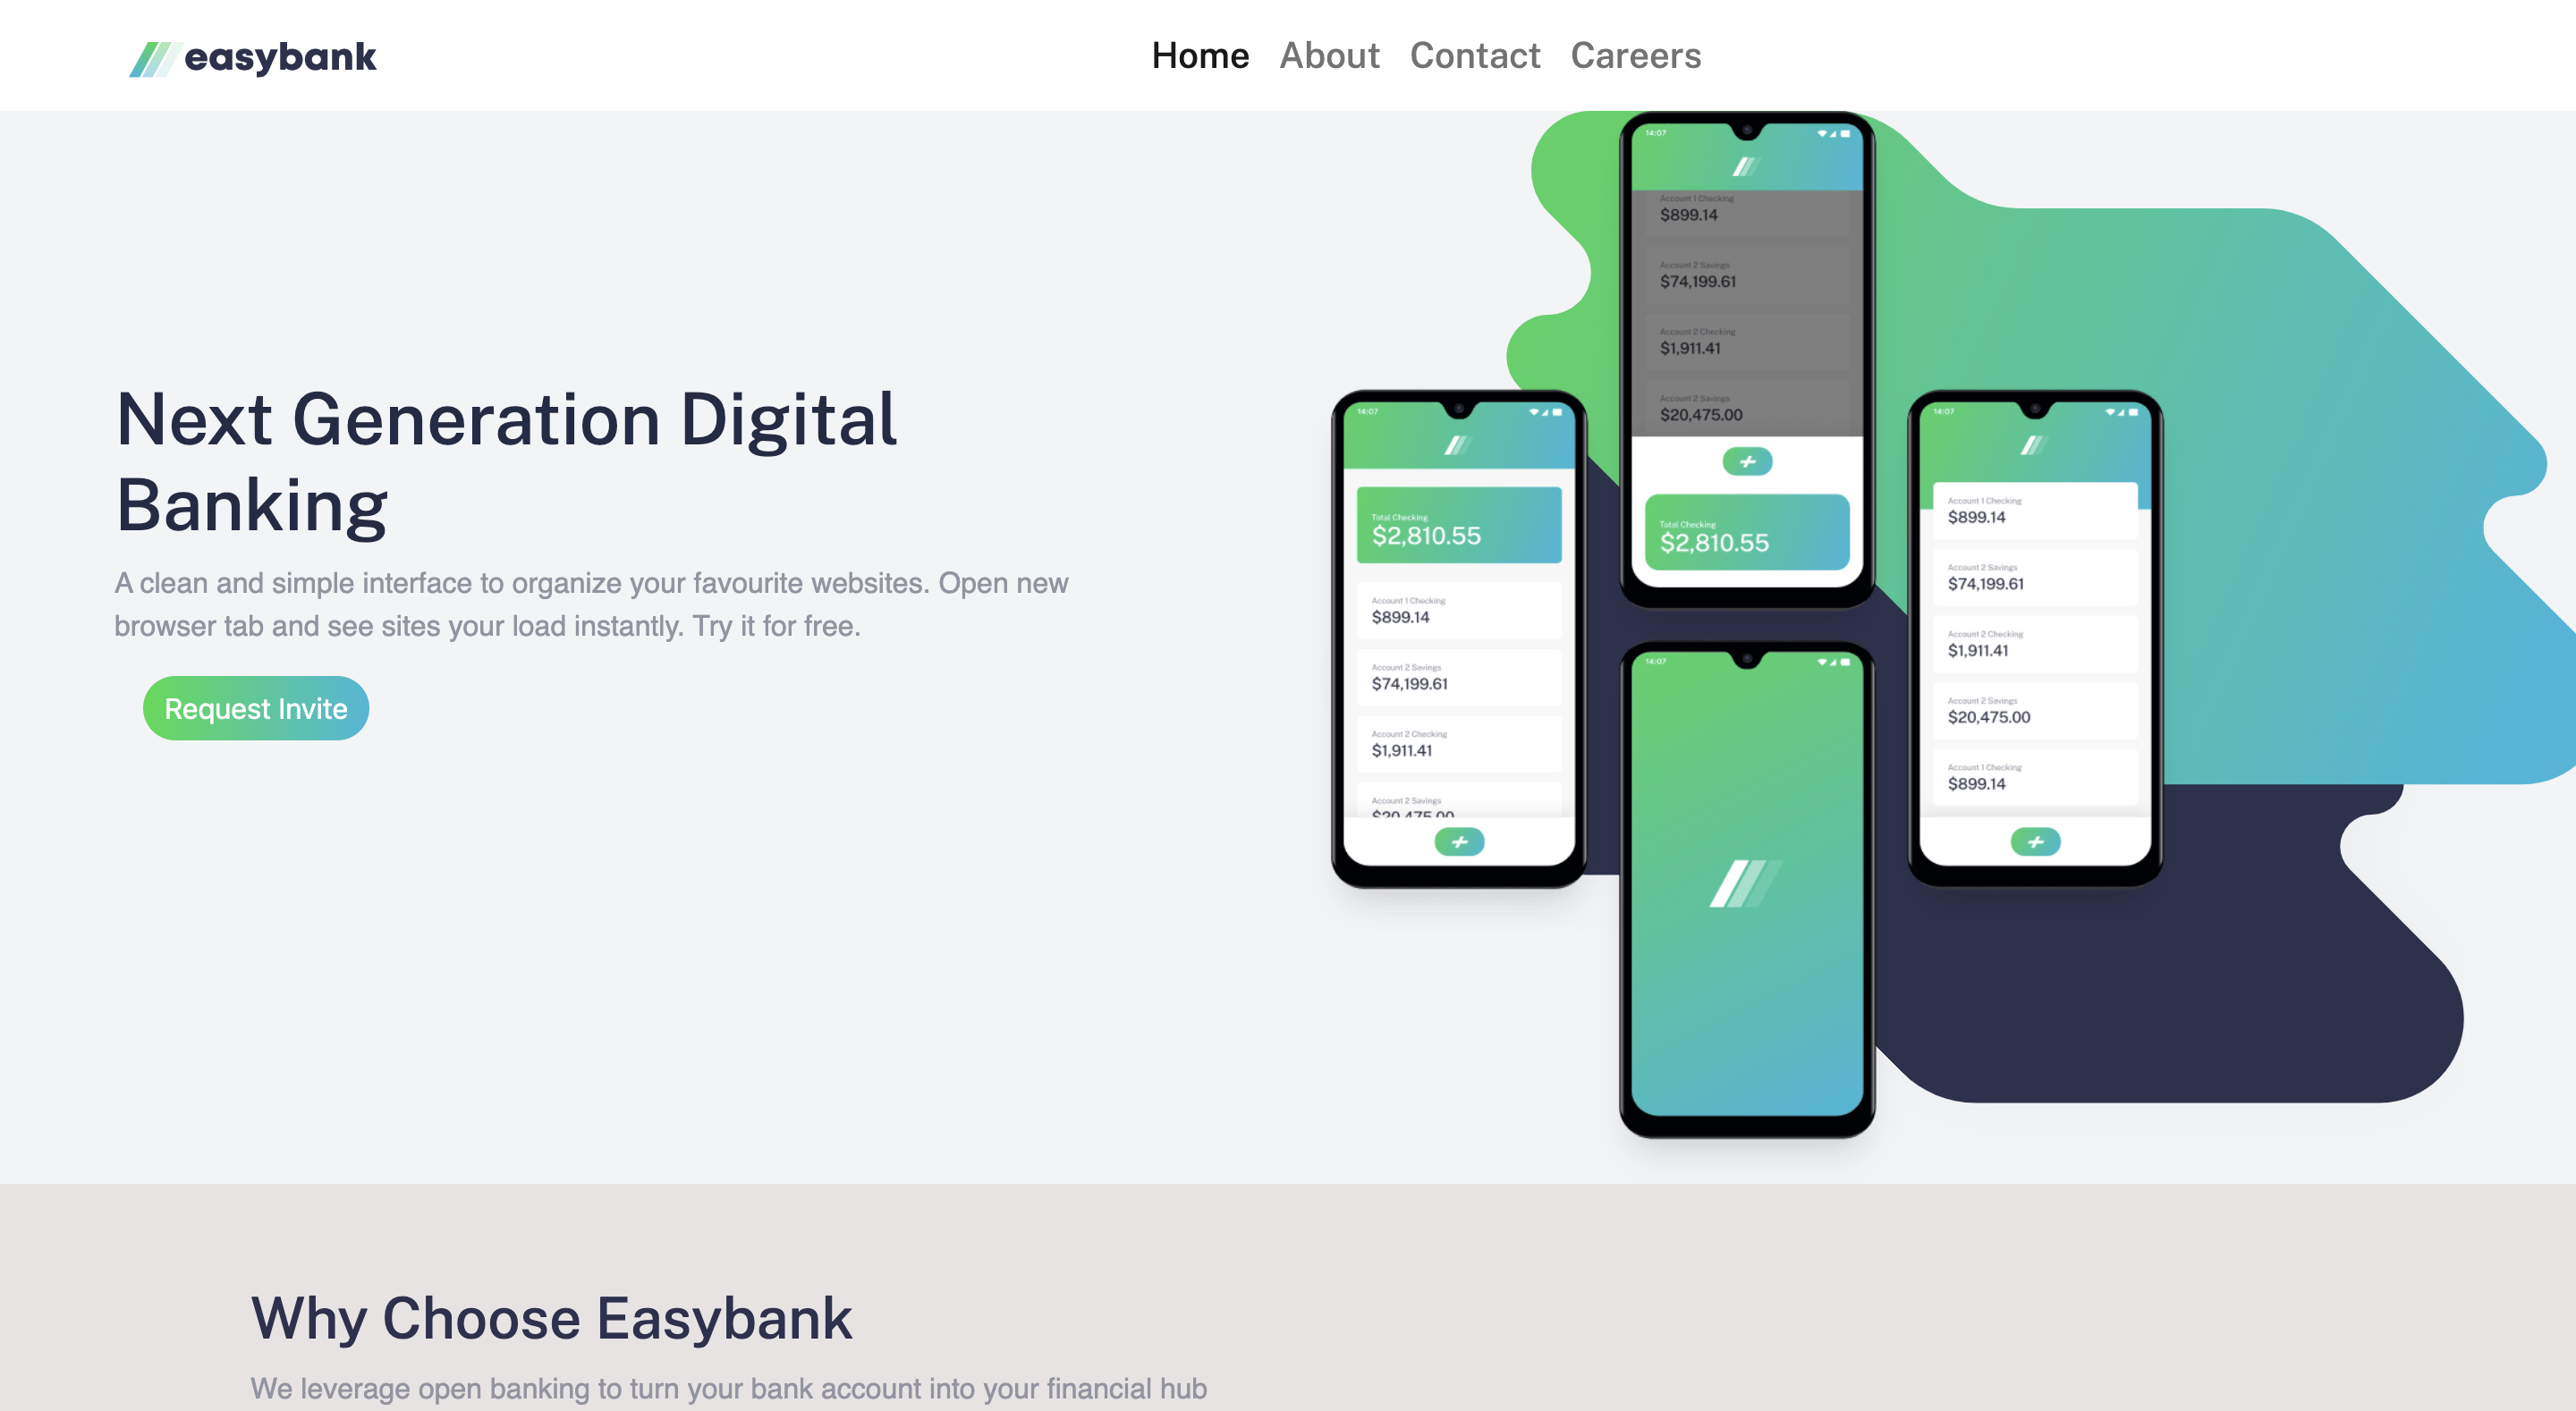 easybank
Home About Contact Careers
Next Generation Digital
Banking
A clean and simple interface to organize your favourite websites. Open new
browser tab and see sites your load instantly. Try it for free.
Request Invite
14:07
Total Checking
$2,810.55
Account 1 Checking
$899.14
Account 2 Savings
$74,199.61
Account 2 Checking
$1,911.41
Account 2 Savings
$20,475.00
14:07
Account 1 Checking
$899.14
Account 2 Savings
$74,199.61
Account 2 Checking
$1,911.41
Account 2 Savings
$20,475.00
Total Checking
$2,810.55
14:07
14:07
Account 1 Checking
$899.14
Account 2 Savings
$74,199.61
Account 2 Checking
$1,911.41
Account 2 Savings
$20,475.00
Account 1 Checking
$899.14
Why Choose Easybank
We leverage open banking to turn your bank account into your financial hub